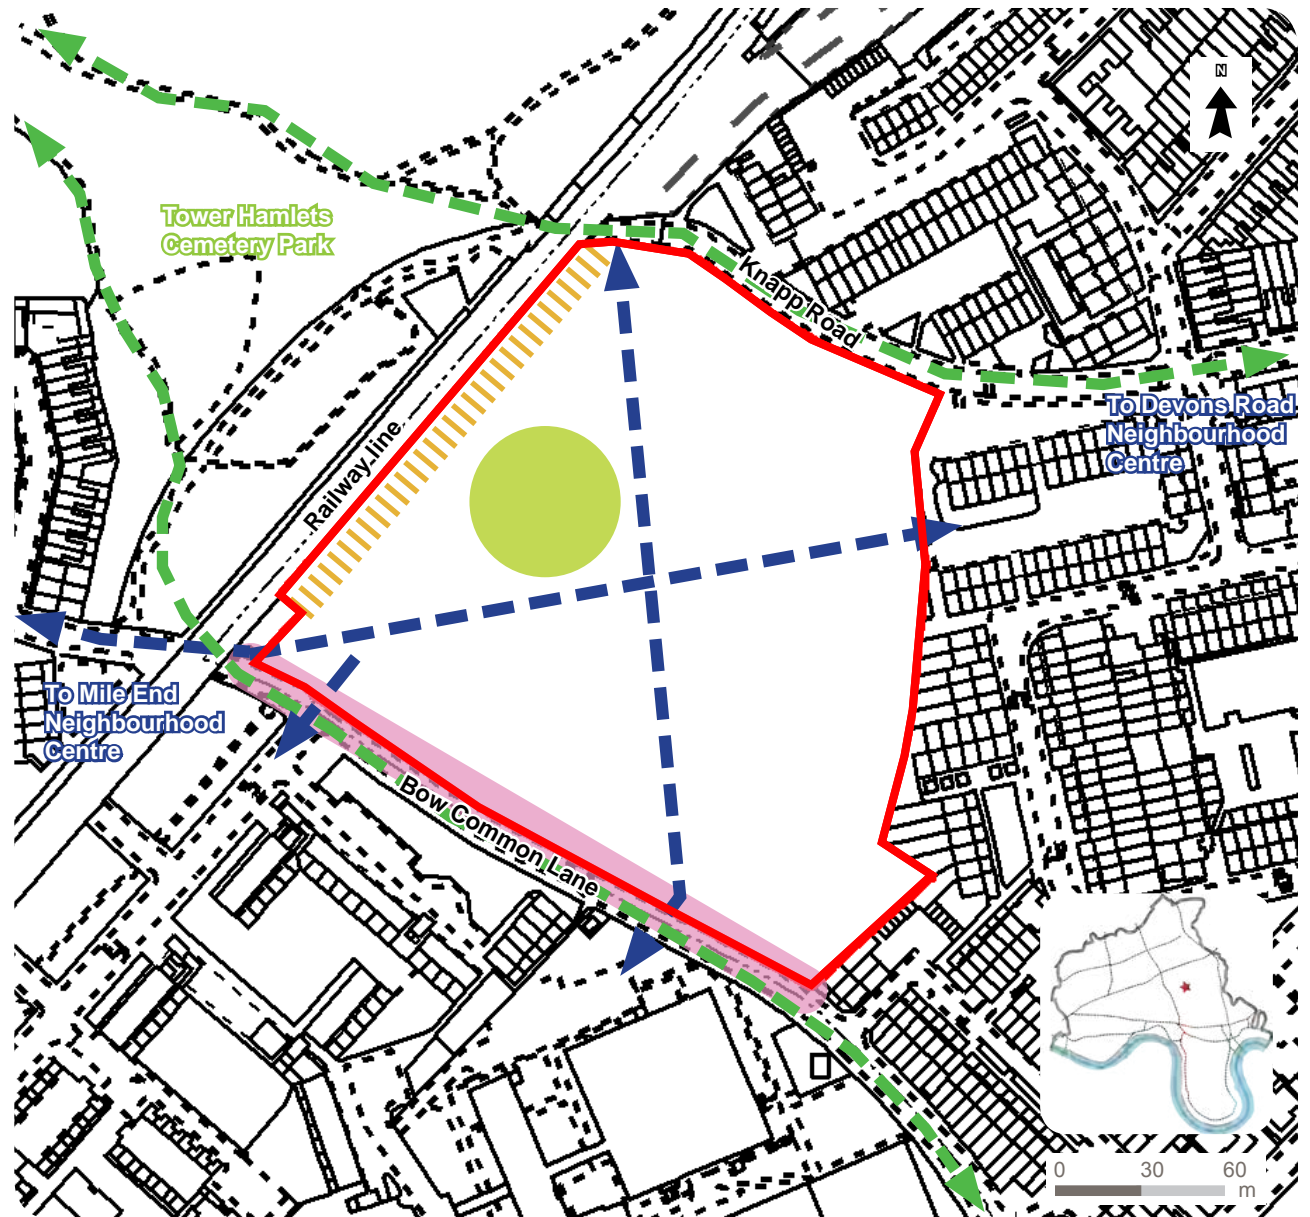 N
Tower Hamlets
Cemetery Park
Knapp Road
Railway line
To Devons Road
Neighbourhood
Centre
To Mile End
Neighbourhood
Centre
Bow Common Lane
0 30 60
m